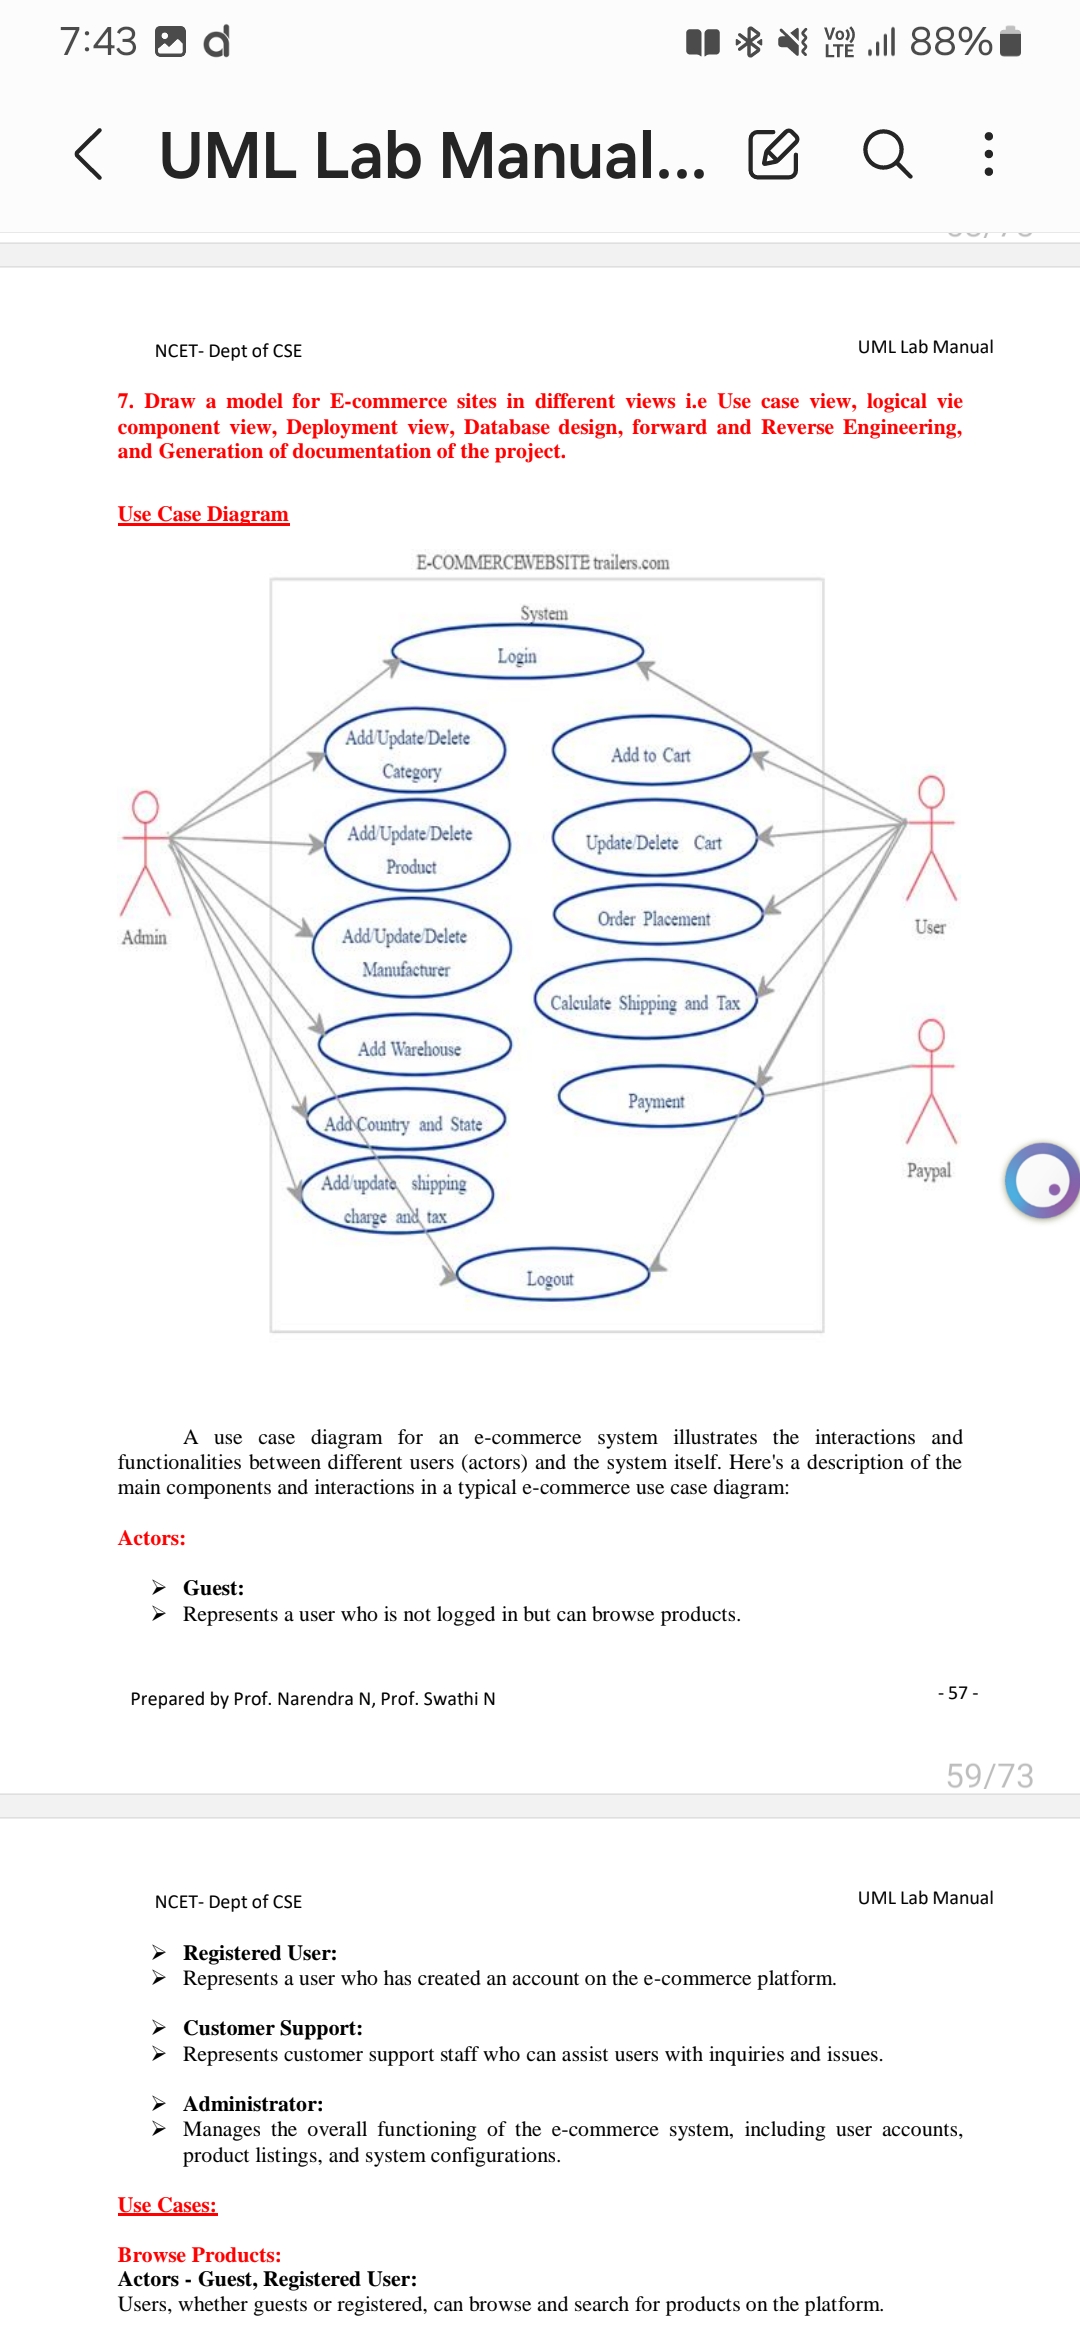 7:43
Vo)) LTE 88%
UML Lab Manual...
NCET- Dept of CSE
UML Lab Manual
7. Draw a model for E-commerce sites in different views i.e Use case view, logical vie
component view, Deployment view, Database design, forward and Reverse Engineering,
and Generation of documentation of the project.
Use Case Diagram
E-COMMERCEWEBSITE trailers.com
System
Login
Add/Update/Delete
Category
Add to Cart
Add/Update/Delete
Product
Update/Delete Cart
Order Placement
Admin
User
Add/Update/Delete
Manufacturer
Calculate Shipping and Tax
Add Warehouse
Payment
Add Country and State
Paypal
Add/update shipping
charge and tax
Logout
A use case diagram for an e-commerce system illustrates the interactions and
functionalities between different users (actors) and the system itself. Here's a description of the
main components and interactions in a typical e-commerce use case diagram:
Actors:
➢ Guest:
➢ Represents a user who is not logged in but can browse products.
Prepared by Prof. Narendra N, Prof. Swathi N
- 57 -
59/73
NCET- Dept of CSE
UML Lab Manual
➢ Registered User:
➢ Represents a user who has created an account on the e-commerce platform.
➢ Customer Support:
➢ Represents customer support staff who can assist users with inquiries and issues.
➢ Administrator:
➢ Manages the overall functioning of the e-commerce system, including user accounts,
product listings, and system configurations.
Use Cases:
Browse Products:
Actors - Guest, Registered User:
Users, whether guests or registered, can browse and search for products on the platform.